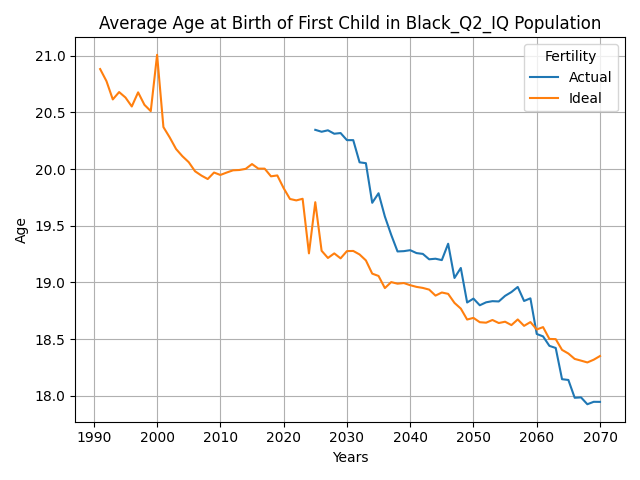 Average Age at Birth of First Child in Black_Q2_IQ Population
Fertility
Actual
Ideal
Age
21.0
20.5
20.0
19.5
19.0
18.5
18.0
1990 2000 2010 2020 2030 2040 2050 2060 2070
Years